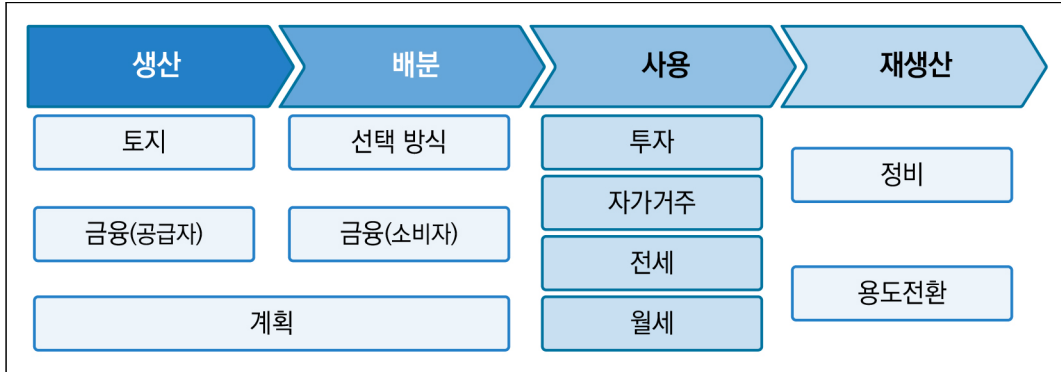 생산
배분
사용
재생산
토지
선택 방식
투자
정비
자가거주
금융(공급자)
금융(소비자)
전세
용도전환
계획
월세